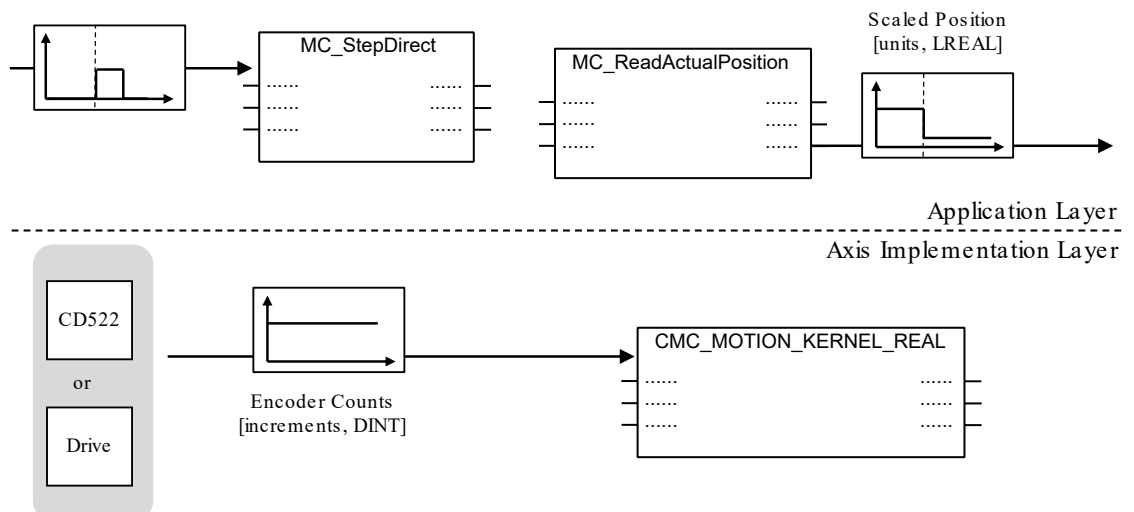 MC_StepDirect
......
......
......
......
......
......
MC_ReadActualPosition
......
......
......
......
......
......
Scaled Position
[units, LREAL]
Application Layer
Axis Implementation Layer
CD522
or
Drive
Encoder Counts
[increments, DINT]
CMC_MOTION_KERNEL_REAL
......
......
......
......
......
......